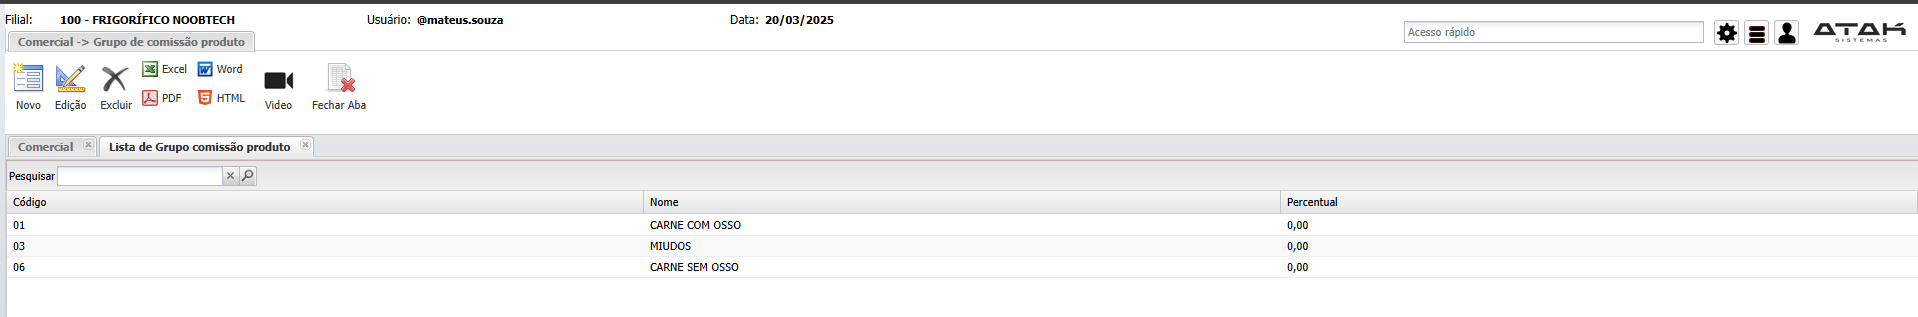 Filial: 100 - FRIGORÍFICO NOOBTECH Usuário: @mateus.souza Data: 20/03/2025
Comercial -> Grupo de comissão produto
Acesso rápido
ATAK
SISTEMAS
Novo Edição Excluir Excel Word PDF HTML Video Fechar Aba
Comercial Lista de Grupo comissão produto
Pesquisar
Código Nome Percentual
01 CARNE COM OSSO 0,00
03 MIUDOS 0,00
06 CARNE SEM OSSO 0,00